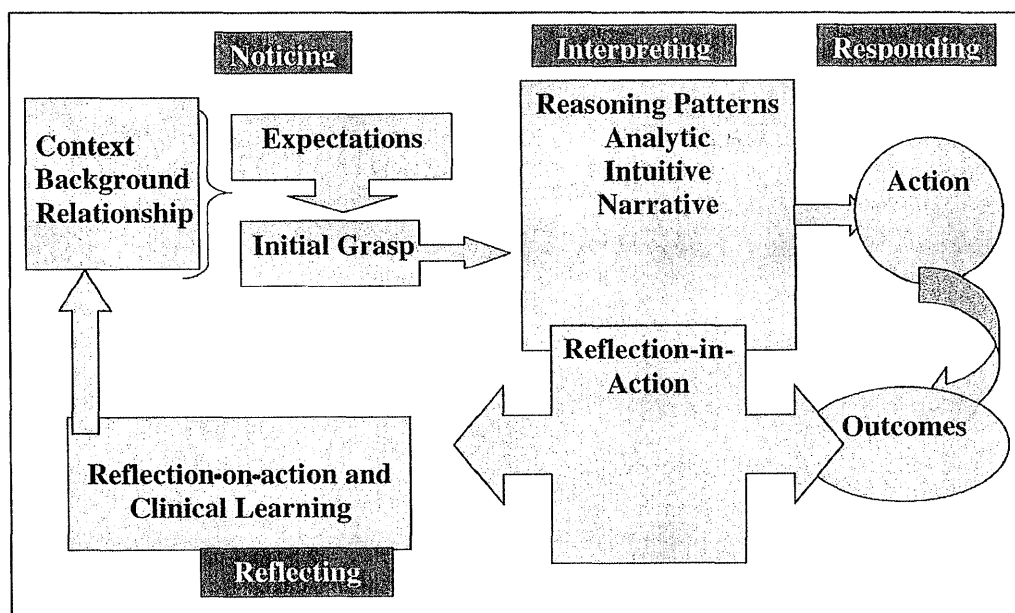 Noticing
Interpreting
Responding
Context
Background
Relationship
Expectations
Initial Grasp
Reasoning Patterns
Analytic
Intuitive
Narrative
Action
Reflection-in-
Action
Outcomes
Reflection-on-action and
Clinical Learning
Reflecting